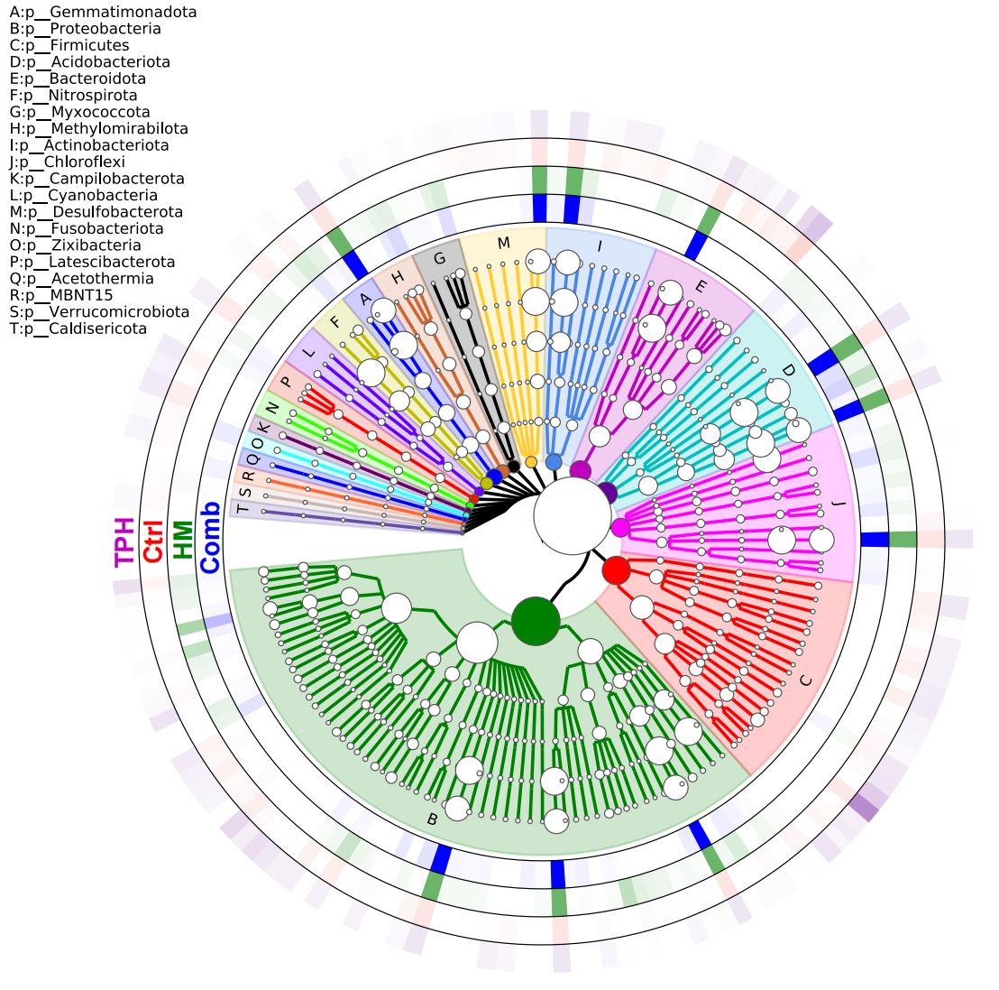 A:p__Gemmatimonadota
B:p__Proteobacteria
C:p__Firmicutes
D:p__Acidobacteriota
E:p__Bacteroidota
F:p__Nitrospirota
G:p__Myxococcota
H:p__Methylomirabilota
I:p__Actinobacteriota
J:p__Chloroflexi
K:p__Campilobacterota
L:p__Cyanobacteria
M:p__Desulfobacterota
N:p__Fusobacteriota
O:p__Zixibacteria
P:p__Latescibacterota
Q:p__Acetothermia
R:p__MBNT15
S:p__Verrucomicrobiota
T:p__Caldisericota
M
I
G
E
H
A
F
L
D
P
N
K
O
Q
R
S
T
J
C
B
TPH
Ctrl
HM
Comb